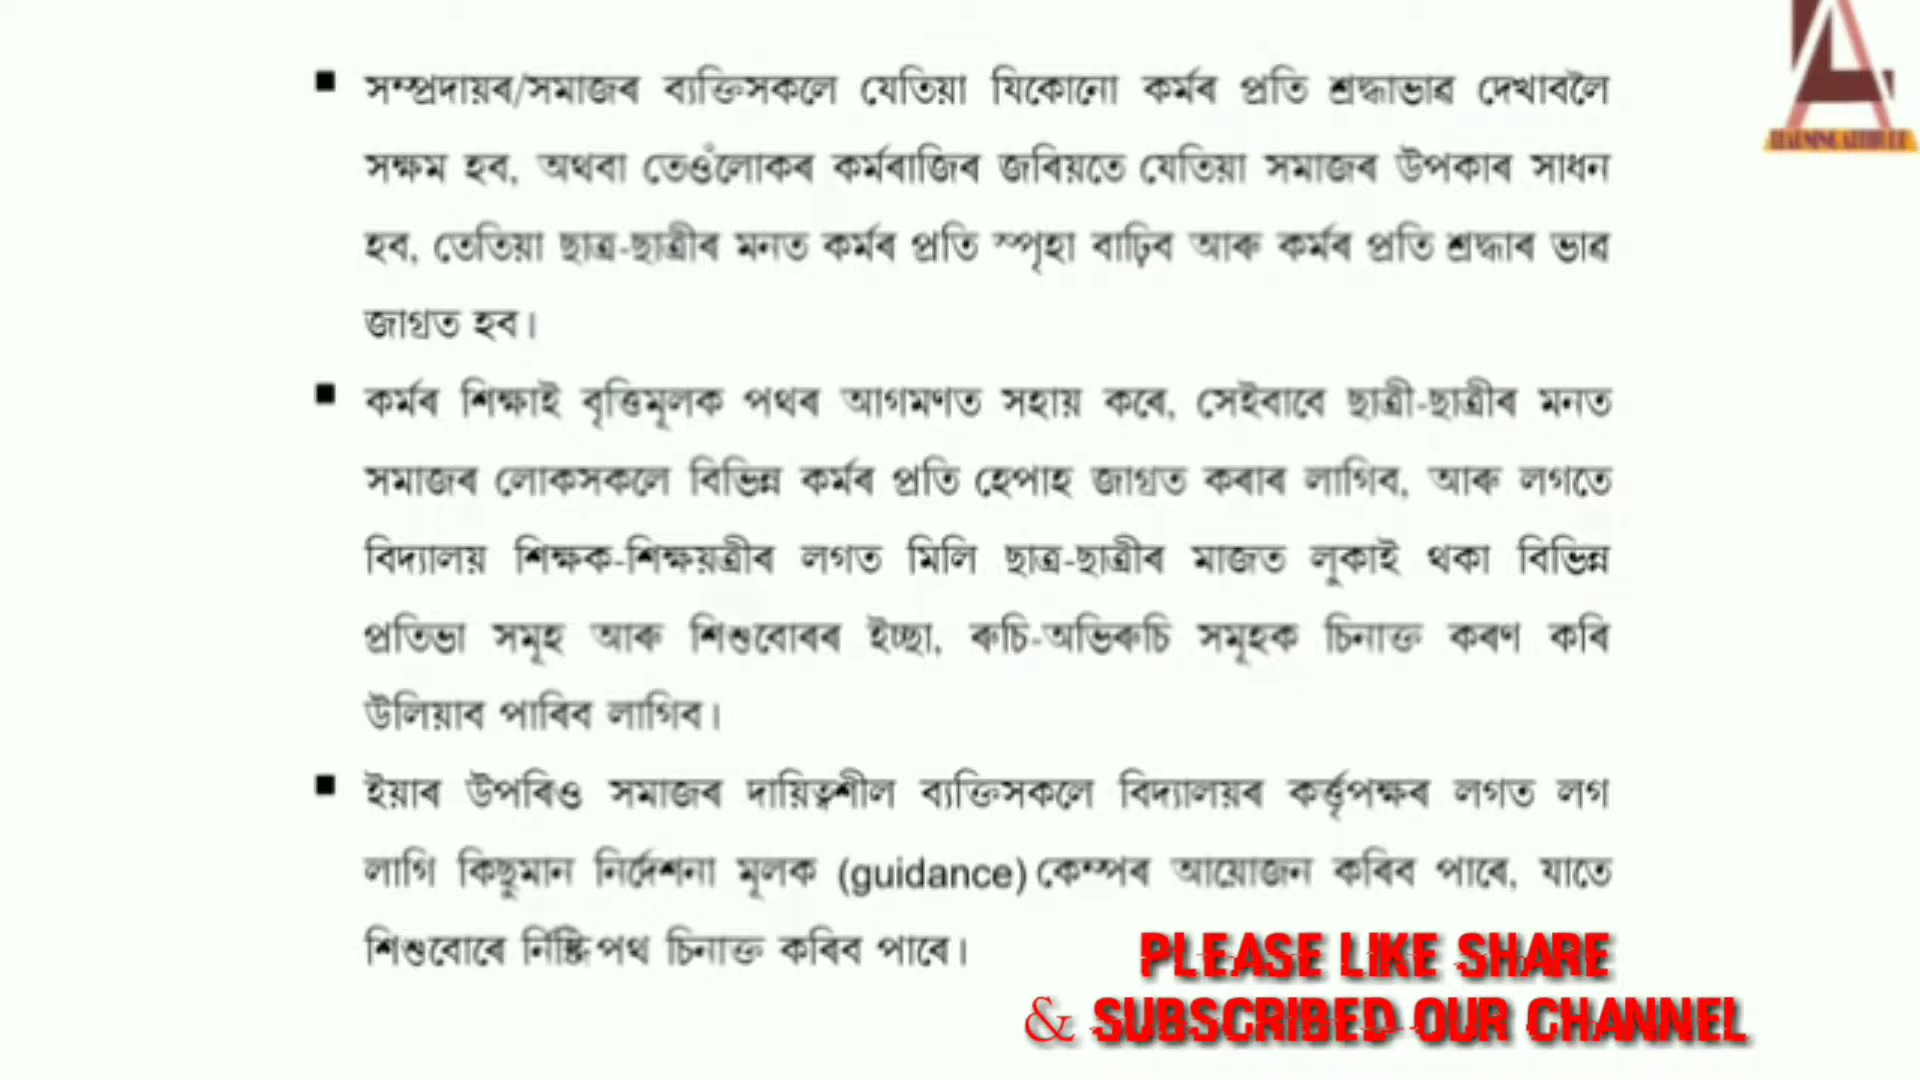 সম্প্ৰদায়ৰ/সমাজৰ ব্যক্তিসকলে যেতিয়া যিকোনো কৰ্মৰ প্ৰতি শ্ৰদ্ধাভাৱ দেখাবলৈ
সক্ষম হব, অথবা তেওঁলোকৰ কৰ্মৰাজিৰ জৰিয়তে যেতিয়া সমাজৰ উপকাৰ সাধন
হব, তেতিয়া ছাত্ৰ-ছাত্ৰীৰ মনত কৰ্মৰ প্ৰতি স্পৃহা বাঢ়িব আৰু কৰ্মৰ প্ৰতি শ্ৰদ্ধাৰ ভাৱ
জাগ্ৰত হব।
কৰ্মৰ শিক্ষাই বৃত্তিমূলক পথৰ আগমণত সহায় কৰে, সেইবাবে ছাত্ৰী-ছাত্ৰীৰ মনত
সমাজৰ লোকসকলে বিভিন্ন কৰ্মৰ প্ৰতি হেপাহ জাগ্ৰত কৰাৰ লাগিব, আৰু লগতে
বিদ্যালয় শিক্ষক-শিক্ষয়ত্ৰীৰ লগত মিলি ছাত্ৰ-ছাত্ৰীৰ মাজত লুকাই থকা বিভিন্ন
প্ৰতিভা সমূহ আৰু শিশুবোৰৰ ইচ্ছা, ৰুচি-অভিৰুচি সমূহক চিনাক্ত কৰণ কৰি
উলিয়াব পাৰিব লাগিব।
ইয়াৰ উপৰিও সমাজৰ দায়িত্বশীল ব্যক্তিসকলে বিদ্যালয়ৰ কৰ্ত্তৃপক্ষৰ লগত লগ
লাগি কিছুমান নিৰ্দেশনা মূলক (guidance) কেম্পৰ আয়োজন কৰিব পাৰে, যাতে
শিশুবোৰে পথ চিনাক্ত কৰিব পাৰে।
PLEASE LIKE SHARE
& SUBSCRIBED OUR CHANNEL